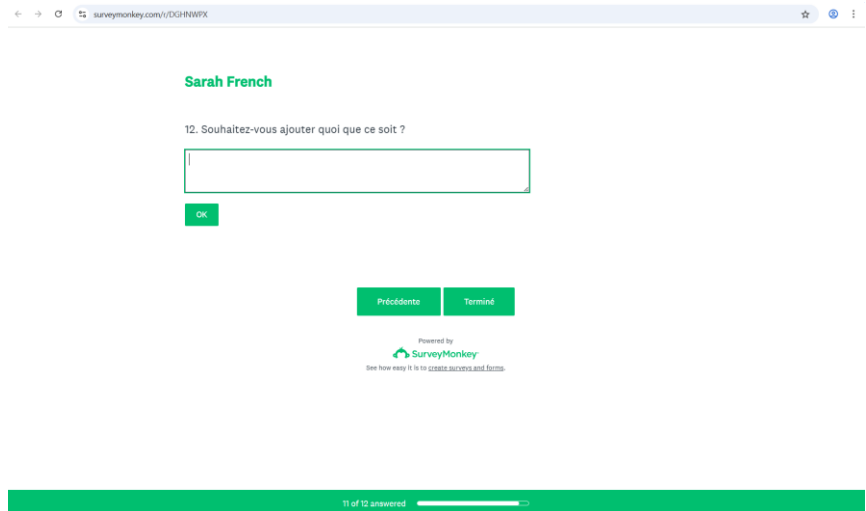 surveymonkey.com/r/DGHNWPX
Sarah French
12. Souhaitez-vous ajouter quoi que ce soit ?
OK
Précédente Terminé
Powered by
SurveyMonkey
See how easy it is to create surveys and forms.
11 of 12 answered